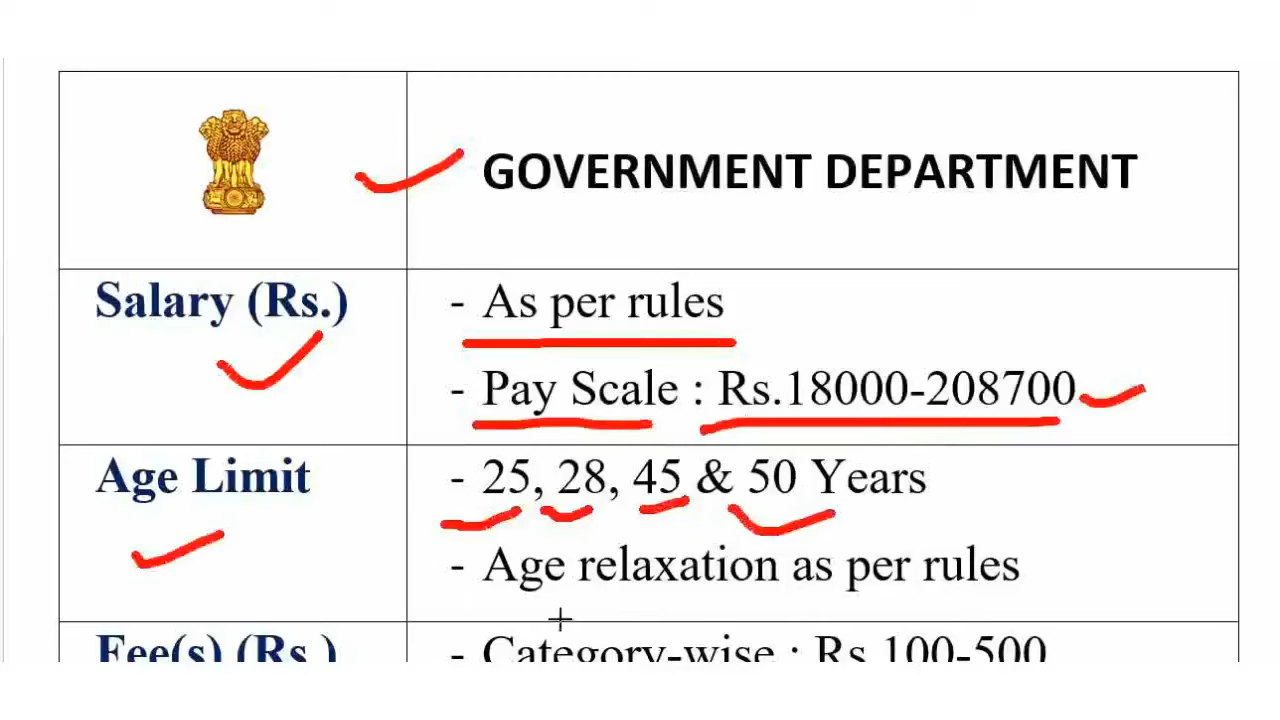 GOVERNMENT DEPARTMENT
Salary (Rs.)
- As per rules
- Pay Scale : Rs.18000-208700
Age Limit
- 25, 28, 45 & 50 Years
- Age relaxation as per rules
Fee(s) (Rs.)
- Category-wise : Rs.100-500